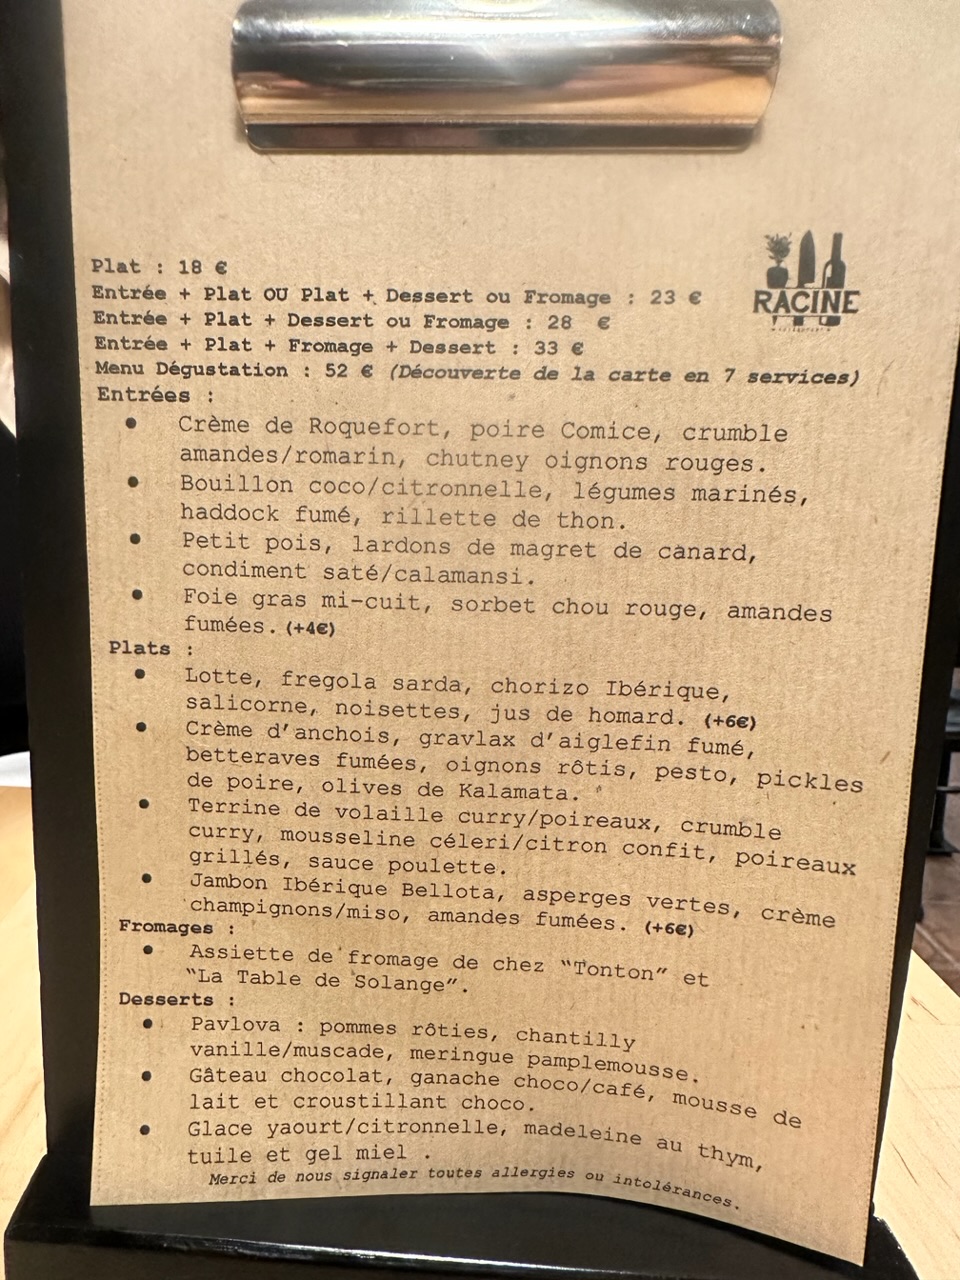 Plat : 18 €
RACINE
Entrée + Plat OU Plat + Dessert ou Fromage : 23 €
Entrée + Plat + Dessert ou Fromage : 28 €
Entrée + Plat + Fromage + Dessert : 33 €
Menu Dégustation : 52 € (Découverte de la carte en 7 services)
Entrées :
• Crème de Roquefort, poire Comice, crumble
amandes/romarin, chutney oignons rouges.
• Bouillon coco/citronnelle, légumes marinés,
haddock fumé, rillette de thon.
• Petit pois, lardons de magret de canard,
condiment saté/calamansi.
• Foie gras mi-cuit, sorbet chou rouge, amandes
fumées. (+4€)
Plats :
• Lotte, fregola sarda, chorizo Ibérique,
salicorne, noisettes, jus de homard. (+6€)
• Crème d'anchois, gravlax d'aiglefin fumé,
betteraves fumées, oignons rôtis, pesto, pickles
de poire, olives de Kalamata.
• Terrine de volaille curry/poireaux, crumble
curry, mousseline céleri/citron confit, poireaux
grillés, sauce poulette.
• Jambon Ibérique Bellota, asperges vertes, crème
champignons/miso, amandes fumées. (+6€)
Fromages :
• Assiette de fromage de chez "Tonton" et
"La Table de Solange".
Desserts :
• Pavlova : pommes rôties, chantilly
vanille/muscade, meringue pamplemousse.
• Gâteau chocolat, ganache choco/café, mousse de
lait et croustillant choco.
• Glace yaourt/citronnelle, madeleine au thym,
tuile et gel miel .
Merci de nous signaler toutes allergies ou intolérances.